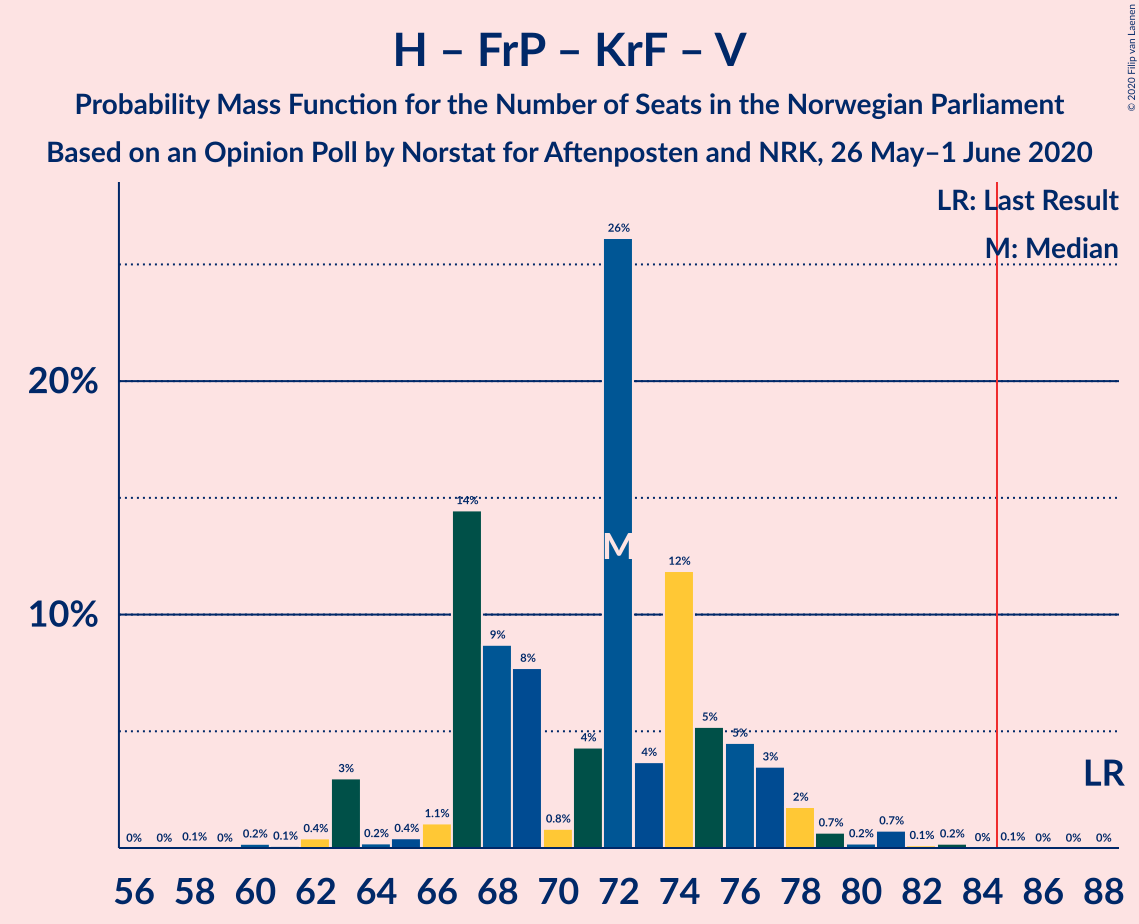 H – FrP – KrF – V
Probability Mass Function for the Number of Seats in the Norwegian Parliament
Based on an Opinion Poll by Norstat for Aftenposten and NRK, 26 May–1 June 2020
© 2020 Filip van Laenen
LR: Last Result
M: Median
20%
10%
0% 0% 0.1% 0% 0.2% 0.1% 0.4% 3% 0.2% 0.4% 1.1% 14% 9% 8% 0.8% 4% 26% 4% 12% 5% 5% 3% 2% 0.7% 0.2% 0.7% 0.1% 0.2% 0% 0.1% 0% 0% 0%
M
LR
56 58 60 62 64 66 68 70 72 74 76 78 80 82 84 86 88